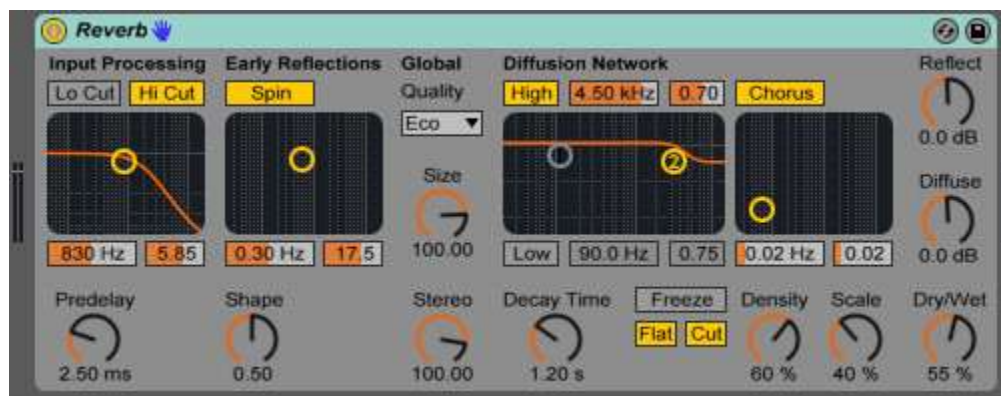 Reverb
Input Processing Early Reflections Global Diffusion Network Reflect
Lo Cut Hi Cut Spin Quality High 4.50 kHz 0.70 Chorus
Eco
0.0 dB
2
Size Diffuse
830 Hz 5.85 0.30 Hz 17.5 100.00 Low 90.0 Hz 0.75 0.02 Hz 0.02 0.0 dB
Predelay Shape Stereo Decay Time Freeze Density Scale Dry/Wet
Flat Cut
2.50 ms 0.50 100.00 1.20 s 60 % 40 % 55 %